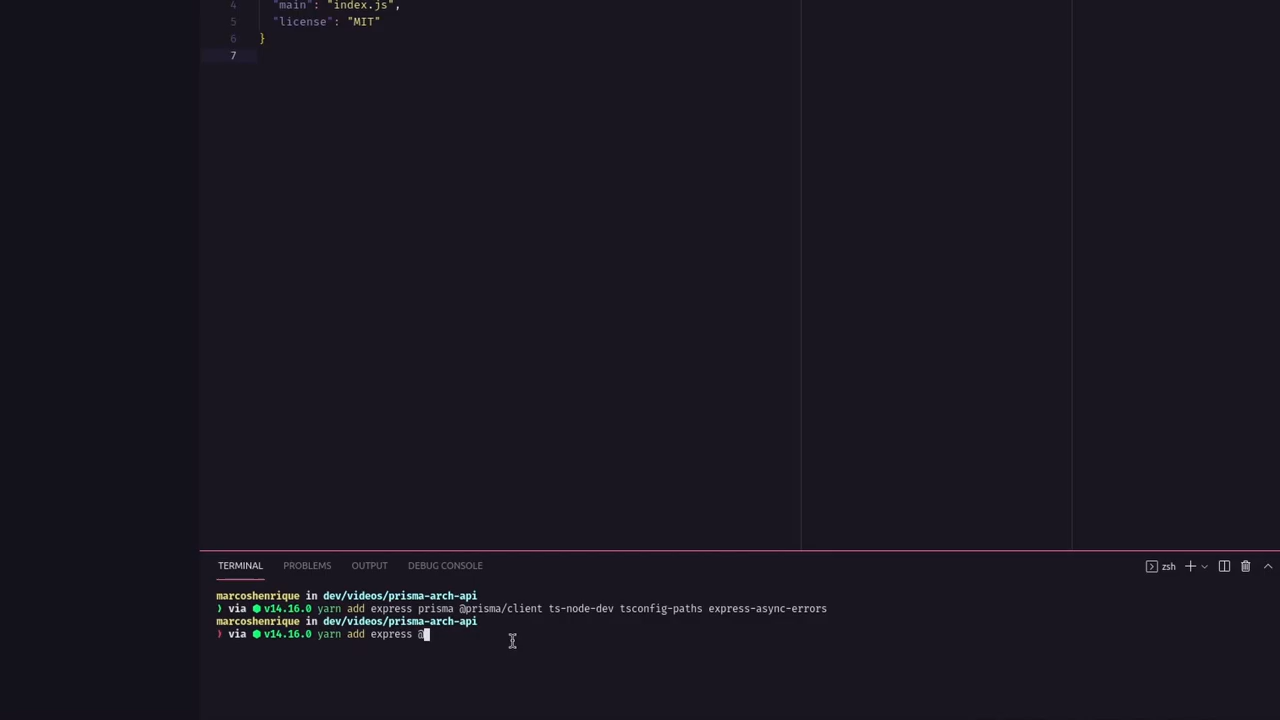 4 "main": "index.js",
5 "license": "MIT"
6 }
7
TERMINAL PROBLEMS OUTPUT DEBUG CONSOLE zsh
marcoshenrique in dev/videos/prisma-arch-api
❯ via ⬢ v14.16.0 yarn add express prisma @prisma/client ts-node-dev tsconfig-paths express-async-errors
marcoshenrique in dev/videos/prisma-arch-api
❯ via ⬢ v14.16.0 yarn add express @